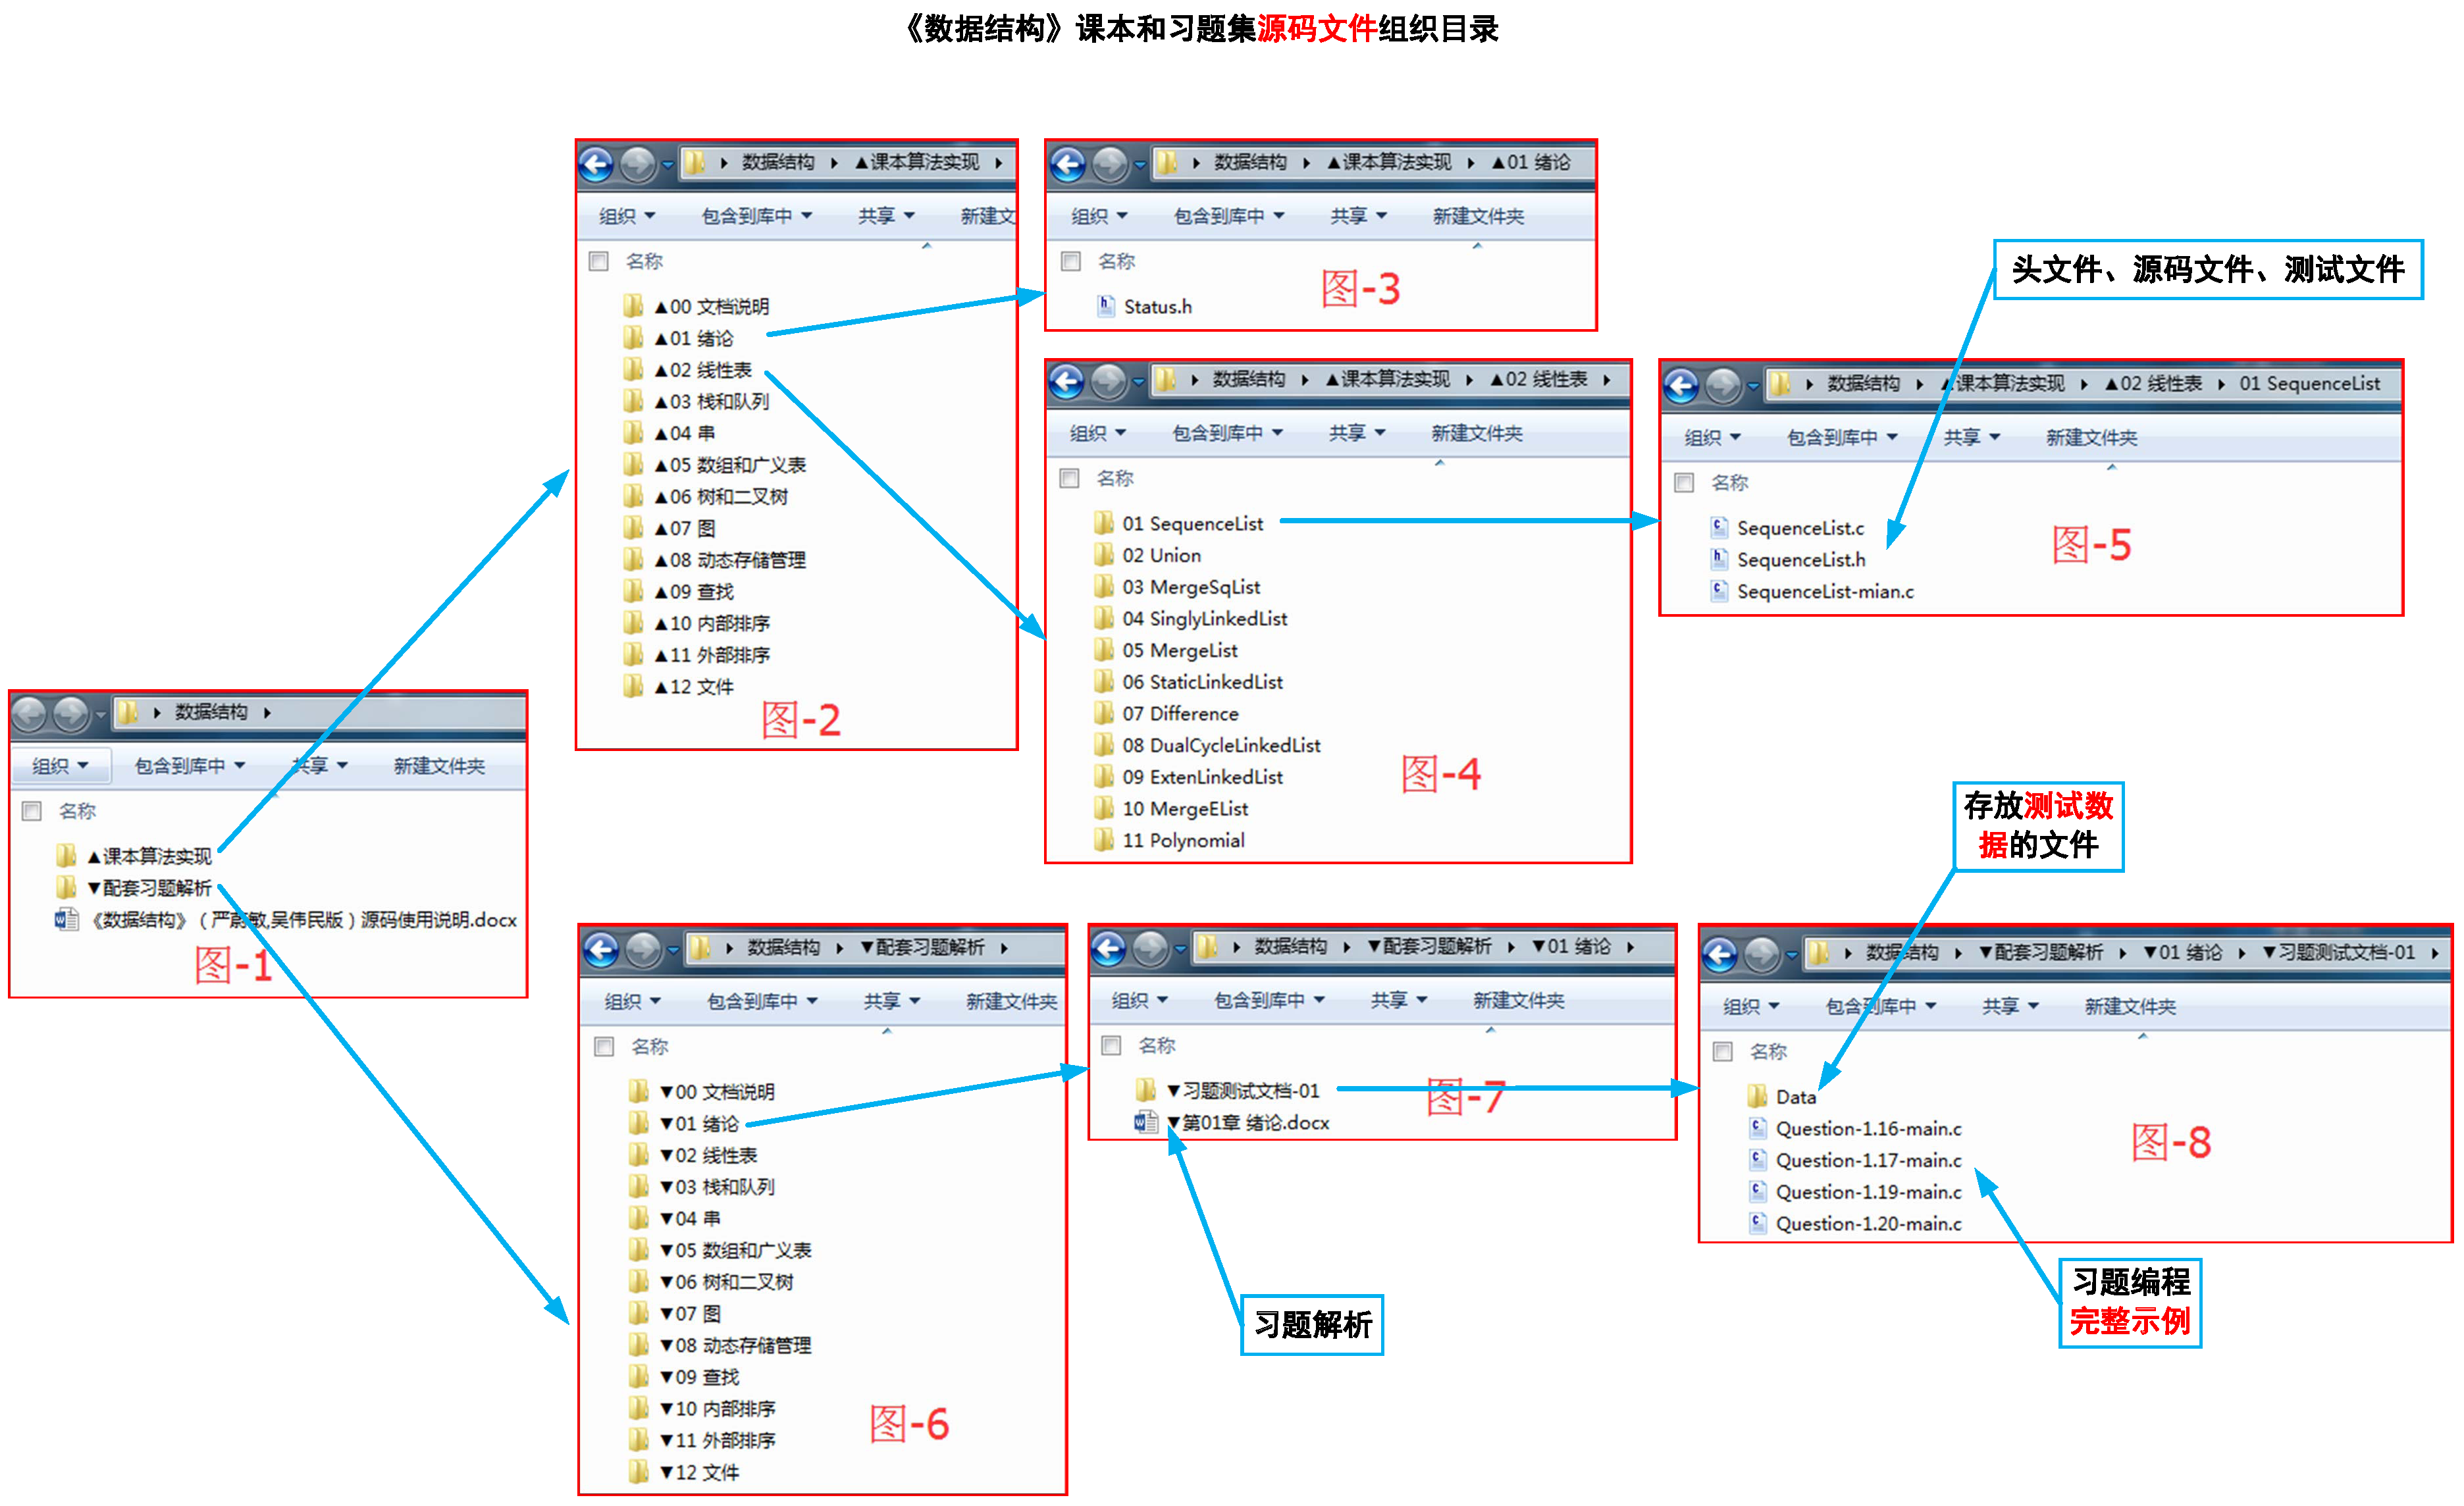 《数据结构》课本和习题集源码文件组织目录
数据结构
组织 包含到库中 共享 新建文件夹
名称
▲课本算法实现
▼配套习题解析
《数据结构》（严蔚敏,吴伟民版）源码使用说明.docx
图-1
数据结构 ▲课本算法实现
组织 包含到库中 共享 新建文
名称
▲00 文档说明
▲01 绪论
▲02 线性表
▲03 栈和队列
▲04 串
▲05 数组和广义表
▲06 树和二叉树
▲07 图
▲08 动态存储管理
▲09 查找
▲10 内部排序
▲11 外部排序
▲12 文件
图-2
数据结构 ▲课本算法实现 ▲01 绪论
组织 包含到库中 共享 新建文件夹
名称
Status.h
图-3
数据结构 ▲课本算法实现 ▲02 线性表
组织 包含到库中 共享 新建文件夹
名称
01 SequenceList
02 Union
03 MergeSqList
04 SinglyLinkedList
05 MergeList
06 StaticLinkedList
07 Difference
08 DualCycleLinkedList
09 ExtenLinkedList
10 MergeEList
11 Polynomial
图-4
头文件、源码文件、测试文件
数据结构 ▲课本算法实现 ▲02 线性表 01 SequenceList
组织 包含到库中 共享 新建文件夹
名称
SequenceList.c
SequenceList.h
SequenceList-mian.c
图-5
数据结构 ▼配套习题解析
组织 包含到库中 共享 新建文件夹
名称
▼00 文档说明
▼01 绪论
▼02 线性表
▼03 栈和队列
▼04 串
▼05 数组和广义表
▼06 树和二叉树
▼07 图
▼08 动态存储管理
▼09 查找
▼10 内部排序
▼11 外部排序
▼12 文件
图-6
数据结构 ▼配套习题解析 ▼01 绪论
组织 包含到库中 共享 新建文件夹
名称
▼习题测试文档-01
▼第01章 绪论.docx
图-7
习题解析
存放测试数
据的文件
数据结构 ▼配套习题解析 ▼01 绪论 ▼习题测试文档-01
组织 包含到库中 共享 新建文件夹
名称
Data
Question-1.16-main.c
Question-1.17-main.c
Question-1.19-main.c
Question-1.20-main.c
图-8
习题编程
完整示例